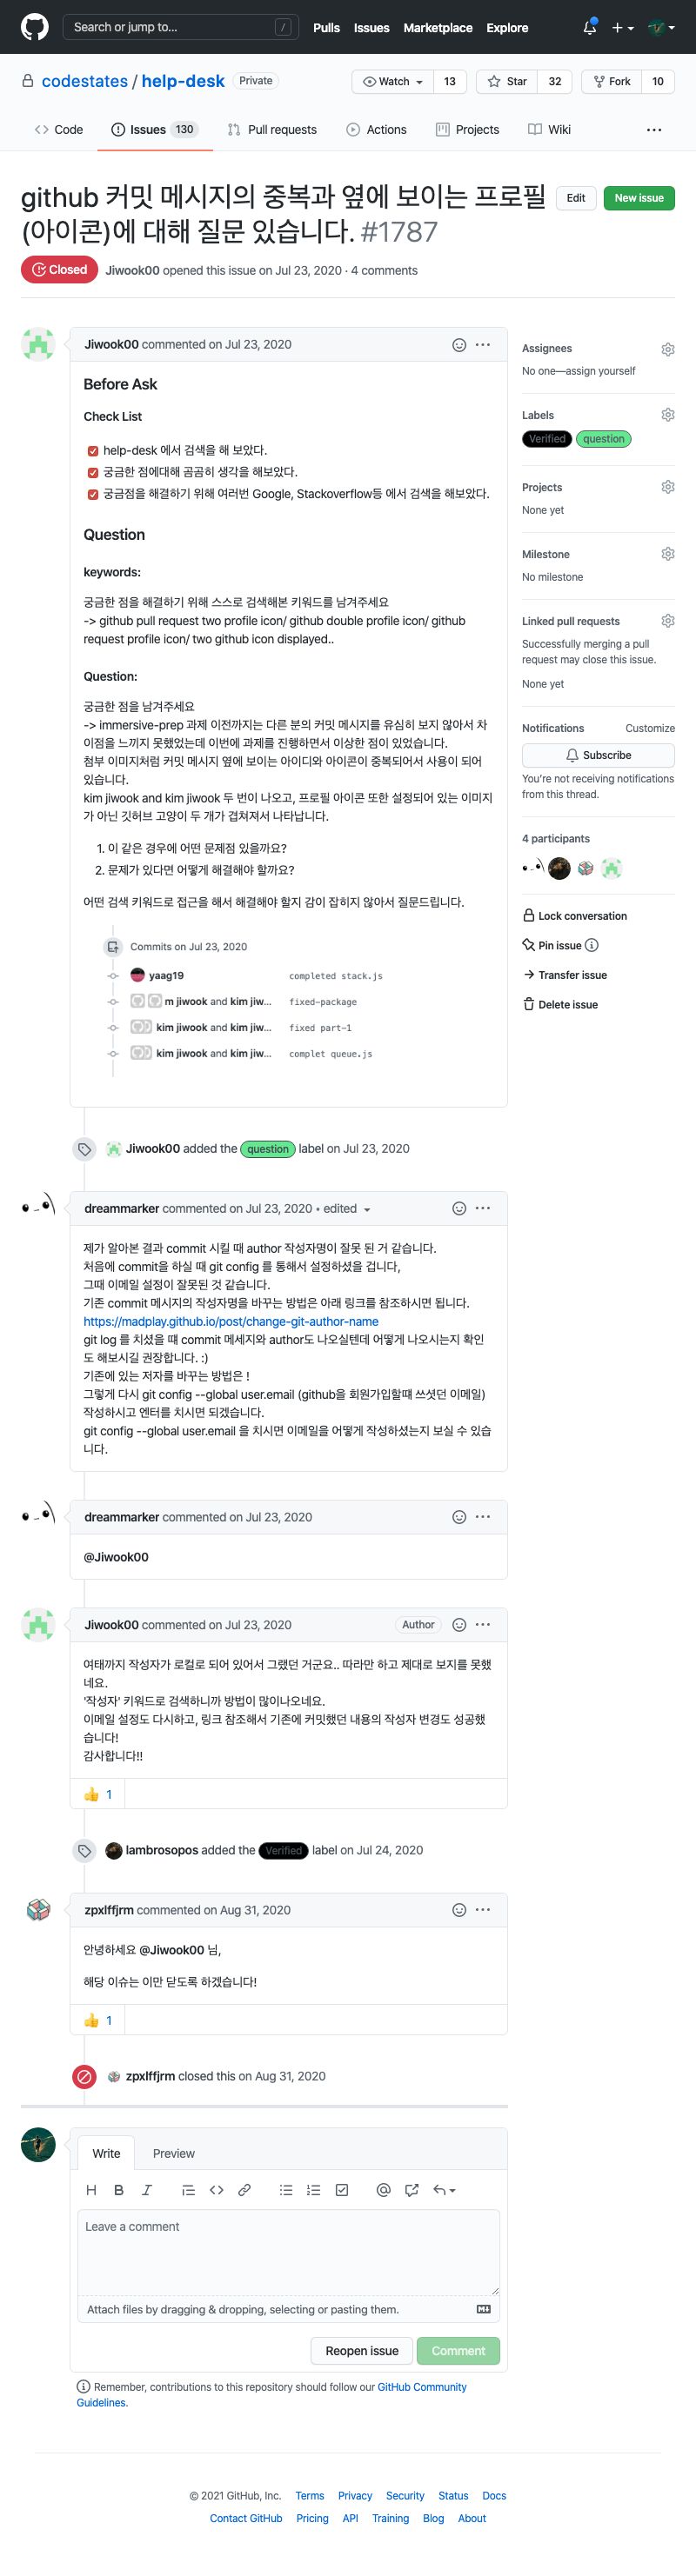 Search or jump to...
/
Pulls
Issues
Marketplace
Explore
codestates / help-desk
Private
Watch
13
Star
32
Fork
10
Code
Issues 130
Pull requests
Actions
Projects
Wiki
github 커밋 메시지의 중복과 옆에 보이는 프로필
(아이콘)에 대해 질문 있습니다. #1787
Edit
New issue
Closed
Jiwook00 opened this issue on Jul 23, 2020 · 4 comments
Jiwook00 commented on Jul 23, 2020
Before Ask
Check List
help-desk 에서 검색을 해 보았다.
궁금한 점에대해 곰곰히 생각을 해보았다.
궁금점을 해결하기 위해 여러번 Google, Stackoverflow등 에서 검색을 해보았다.
Question
keywords:
궁금한 점을 해결하기 위해 스스로 검색해본 키워드를 남겨주세요
-> github pull request two profile icon/ github double profile icon/ github
request profile icon/ two github icon displayed..
Question:
궁금한 점을 남겨주세요
-> immersive-prep 과제 이전까지는 다른 분의 커밋 메시지를 유심히 보지 않아서 차
이점을 느끼지 못했었는데 이번에 과제를 진행하면서 이상한 점이 있었습니다.
첨부 이미지처럼 커밋 메시지 옆에 보이는 아이디와 아이콘이 중복되어서 사용이 되어
있습니다.
kim jiwook and kim jiwook 두 번이 나오고, 프로필 아이콘 또한 설정되어 있는 이미지
가 아닌 깃허브 고양이 두 개가 겹쳐져서 나타납니다.
1. 이 같은 경우에 어떤 문제점 있을까요?
2. 문제가 있다면 어떻게 해결해야 할까요?
어떤 검색 키워드로 접근을 해서 해결해야 할지 감이 잡히지 않아서 질문드립니다.
Commits on Jul 23, 2020
yaag19 completed stack.js
m jiwook and kim jiw... fixed-package
kim jiwook and kim jiw... fixed part-1
kim jiwook and kim jiw... complet queue.js
Jiwook00 added the question label on Jul 23, 2020
dreammarker commented on Jul 23, 2020 • edited
제가 알아본 결과 commit 시킬 때 author 작성자명이 잘못 된 거 같습니다.
처음에 commit을 하실 때 git config 를 통해서 설정하셨을 겁니다,
그때 이메일 설정이 잘못된 것 같습니다.
기존 commit 메시지의 작성자명을 바꾸는 방법은 아래 링크를 참조하시면 됩니다.
https://madplay.github.io/post/change-git-author-name
git log 를 치셨을 떄 commit 메세지와 author도 나오실텐데 어떻게 나오시는지 확인
도 해보시길 권장합니다. :)
기존에 있는 저자를 바꾸는 방법은 !
그렇게 다시 git config --global user.email (github을 회원가입할떄 쓰셧던 이메일)
작성하시고 엔터를 치시면 되겠습니다.
git config --global user.email 을 치시면 이메일을 어떻게 작성하셨는지 보실 수 있습
니다.
dreammarker commented on Jul 23, 2020
@Jiwook00
Jiwook00 commented on Jul 23, 2020
Author
여태까지 작성자가 로컬로 되어 있어서 그랬던 거군요.. 따라만 하고 제대로 보지를 못했
네요.
'작성자' 키워드로 검색하니까 방법이 많이나오네요.
이메일 설정도 다시하고, 링크 참조해서 기존에 커밋했던 내용의 작성자 변경도 성공했
습니다!
감사합니다!!
1
lambrosopos added the Verified label on Jul 24, 2020
zpxlffjrm commented on Aug 31, 2020
안녕하세요 @Jiwook00 님,
해당 이슈는 이만 닫도록 하겠습니다!
1
zpxlffjrm closed this on Aug 31, 2020
Write
Preview
H B I
Leave a comment
Attach files by dragging & dropping, selecting or pasting them.
Reopen issue
Comment
Remember, contributions to this repository should follow our GitHub Community
Guidelines.
Assignees
No one—assign yourself
Labels
Verified
question
Projects
None yet
Milestone
No milestone
Linked pull requests
Successfully merging a pull
request may close this issue.
None yet
Notifications
Customize
Subscribe
You're not receiving notifications
from this thread.
4 participants
Lock conversation
Pin issue
Transfer issue
Delete issue
© 2021 GitHub, Inc.
Terms
Privacy
Security
Status
Docs
Contact GitHub
Pricing
API
Training
Blog
About